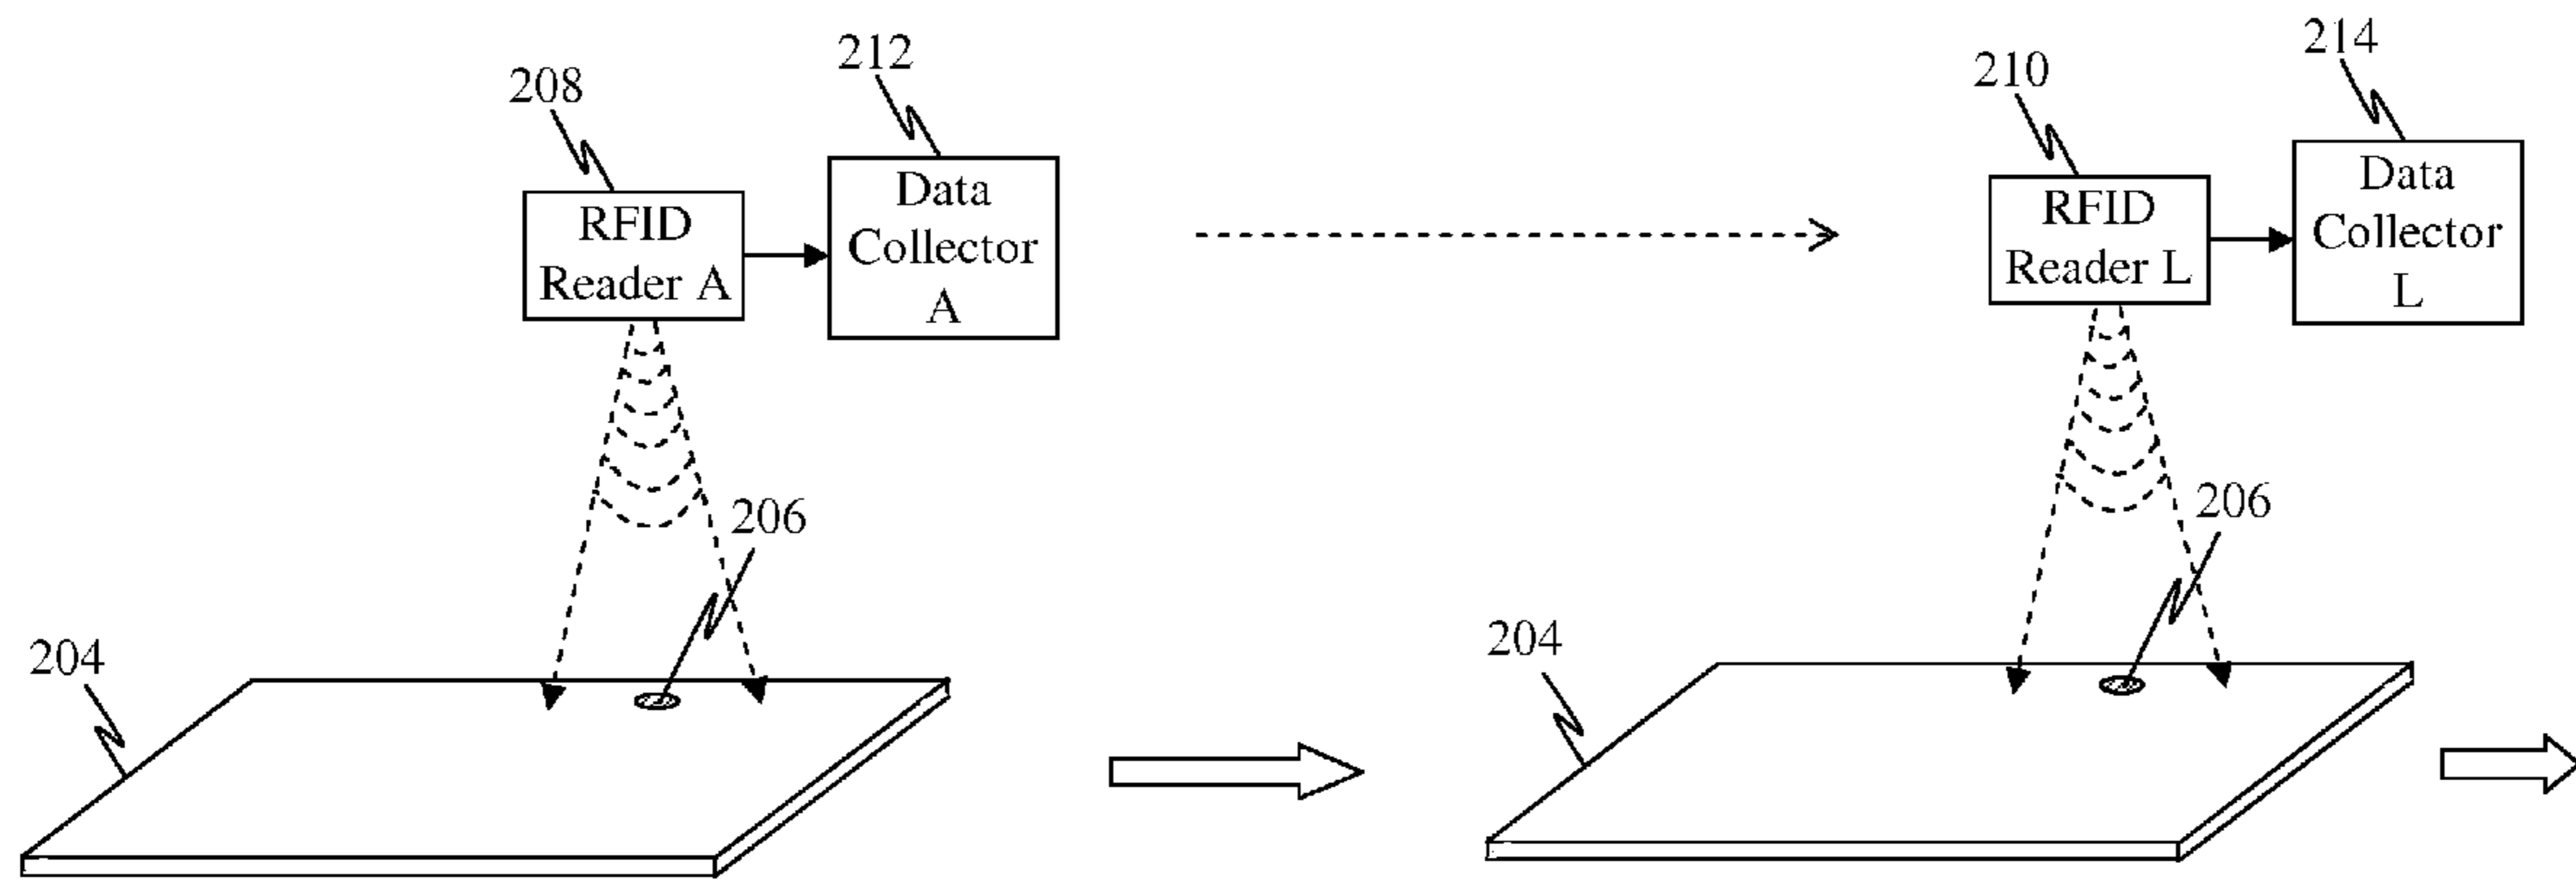 208
212
RFID
Reader A
Data
Collector
A
210
214
RFID
Reader L
Data
Collector
L
206
206
204
204